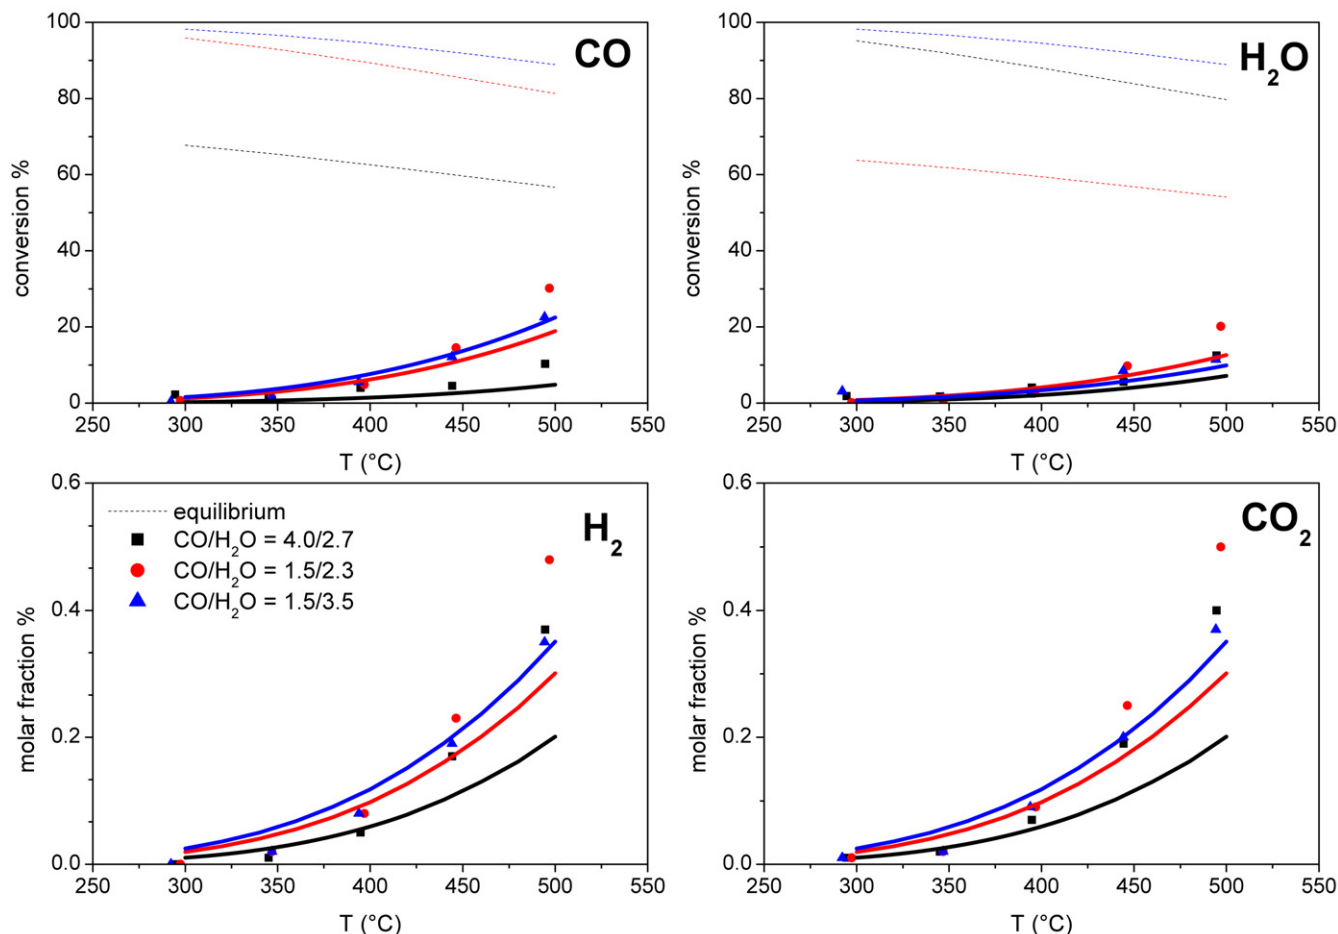 100
80
60
40
20
0
conversion %
CO
250 300 350 400 450 500 550
T (°C)
100
80
60
40
20
0
conversion %
H₂O
250 300 350 400 450 500 550
T (°C)
0.6
0.4
0.2
0.0
molar fraction %
equilibrium
CO/H₂O = 4.0/2.7
CO/H₂O = 1.5/2.3
CO/H₂O = 1.5/3.5
H₂
250 300 350 400 450 500 550
T (°C)
0.6
0.4
0.2
0.0
molar fraction %
CO₂
250 300 350 400 450 500 550
T (°C)